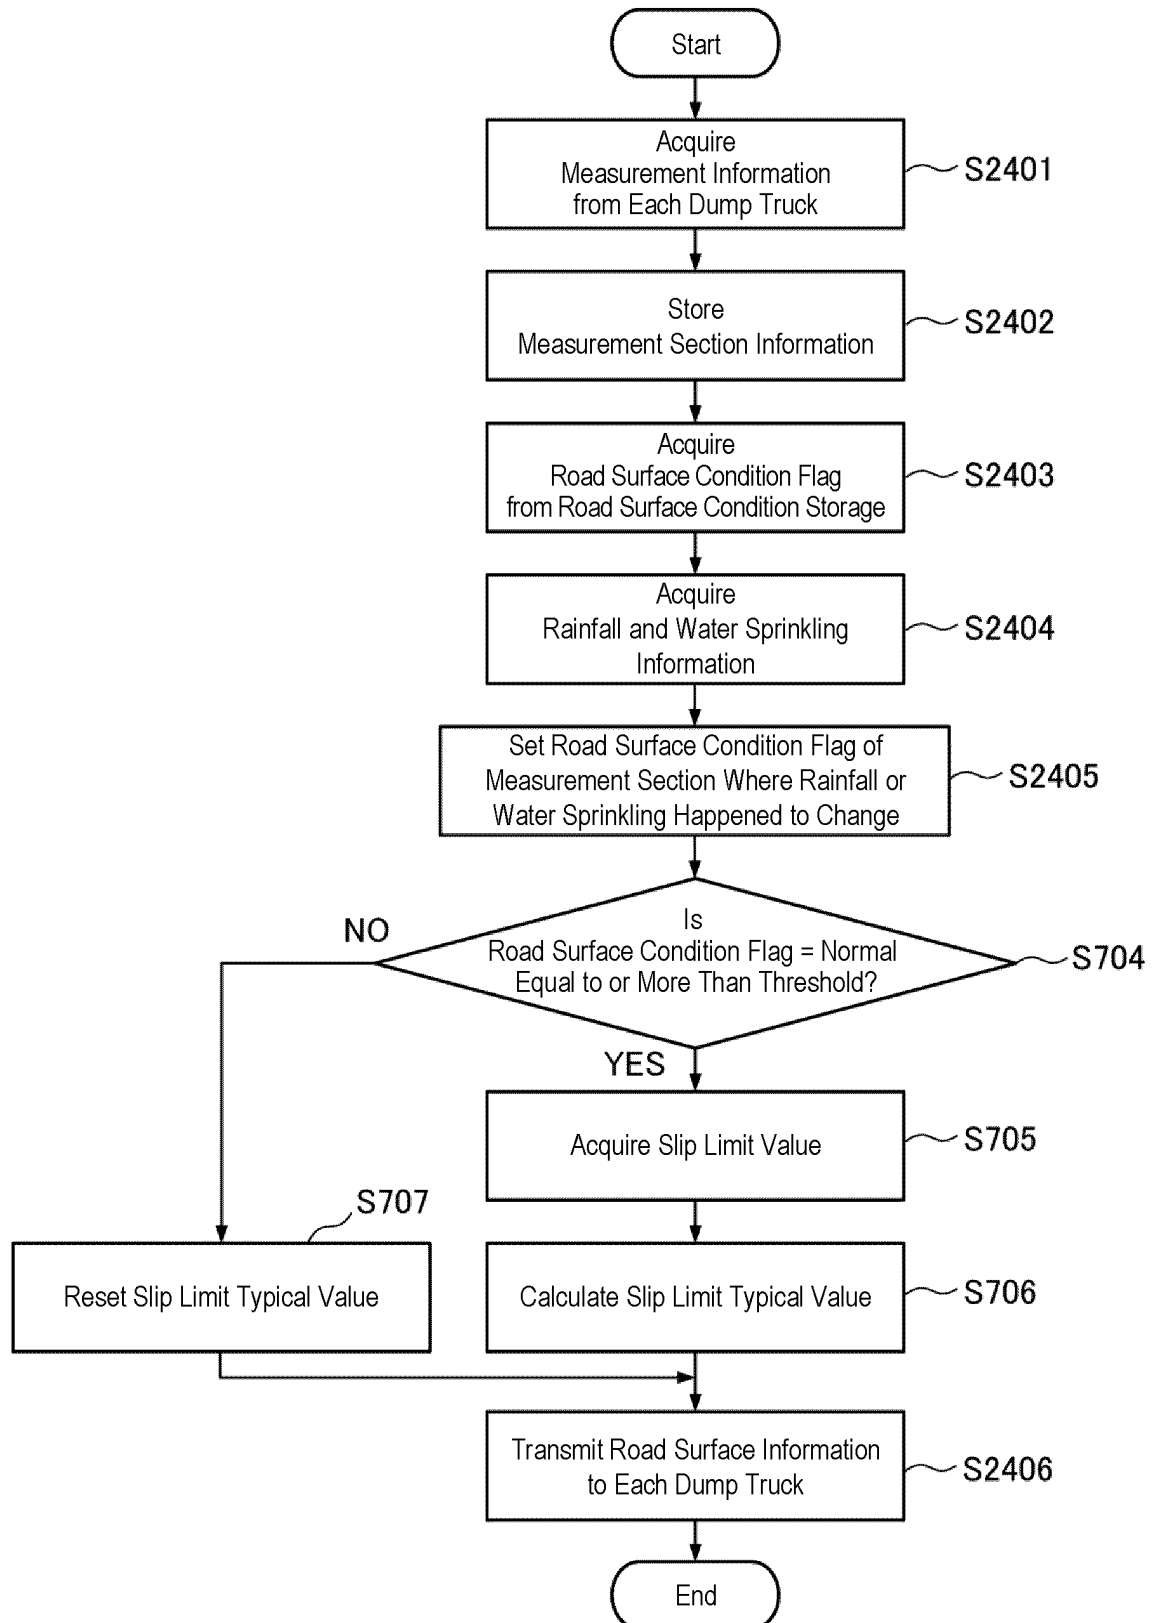 Start
Acquire
Measurement Information
from Each Dump Truck
S2401
Store
Measurement Section Information
S2402
Acquire
Road Surface Condition Flag
from Road Surface Condition Storage
S2403
Acquire
Rainfall and Water Sprinkling
Information
S2404
Set Road Surface Condition Flag of
Measurement Section Where Rainfall or
Water Sprinkling Happened to Change
S2405
Is
Road Surface Condition Flag = Normal
Equal to or More Than Threshold?
S704
NO
YES
Acquire Slip Limit Value
S705
S707
Reset Slip Limit Typical Value
Calculate Slip Limit Typical Value
S706
Transmit Road Surface Information
to Each Dump Truck
S2406
End